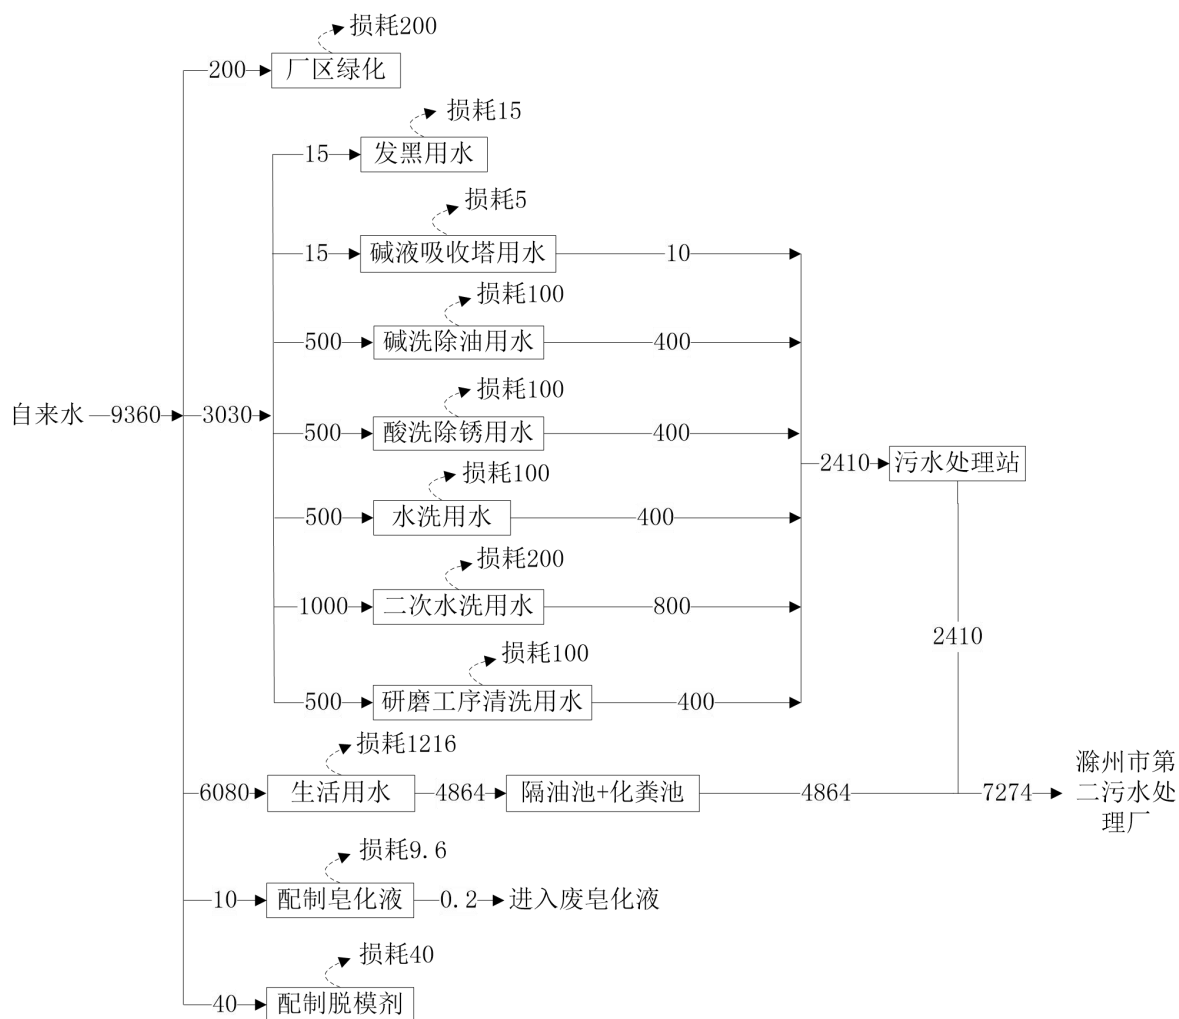 损耗200
200
厂区绿化
损耗15
15
发黑用水
损耗5
15
碱液吸收塔用水
10
损耗100
500
碱洗除油用水
400
损耗100
自来水
9360
3030
500
酸洗除锈用水
400
2410
污水处理站
损耗100
500
水洗用水
400
损耗200
1000
二次水洗用水
800
2410
损耗100
500
研磨工序清洗用水
400
损耗1216
6080
生活用水
4864
隔油池+化粪池
4864
7274
滁州市第
二污水处
理厂
损耗9.6
10
配制皂化液
0.2
进入废皂化液
损耗40
40
配制脱模剂